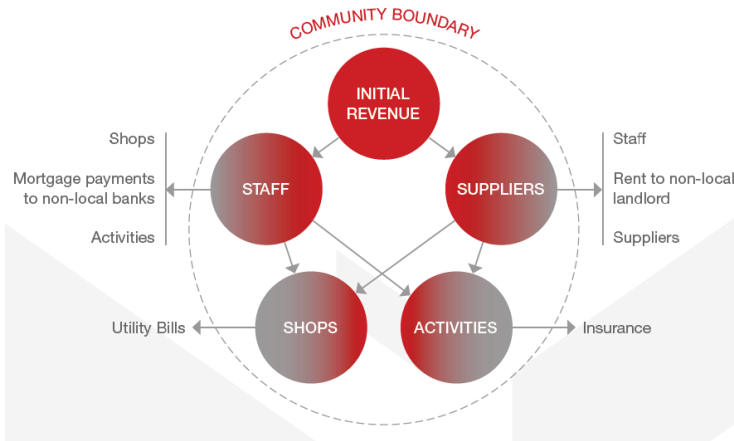 COMMUNITY BOUNDARY
INITIAL
REVENUE
Shops
Mortgage payments
to non-local banks
Activities
STAFF
SUPPLIERS
Staff
Rent to non-local
landlord
Suppliers
Utility Bills
SHOPS
ACTIVITIES
Insurance